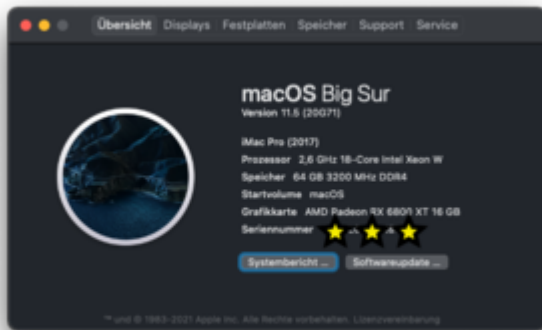 Übersicht Displays Festplatten Speicher Support Service
macOS Big Sur
Version 11.5 (20G71)
iMac Pro (2017)
Prozessor 2,6 GHz 18-Core Intel Xeon W
Speicher 64 GB 3200 MHz DDR4
Startvolume macOS
Grafikkarte AMD Radeon RX 6800 XT 16 GB
Seriennummer
Systembericht ...
Softwareupdate ...
™ und © 1983-2021 Apple Inc. Alle Rechte vorbehalten. Lizenzvereinbarung